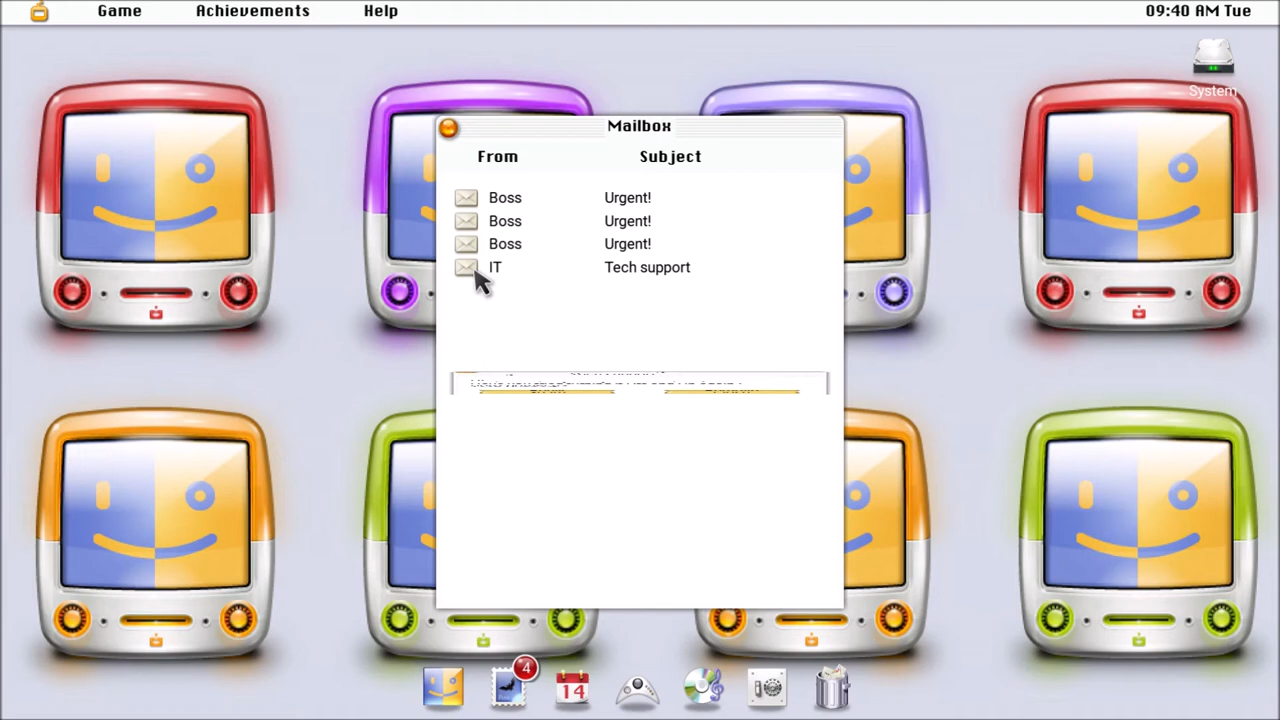 Game Achievements Help 09:40 AM Tue
System
Mailbox
From Subject
Boss Urgent!
Boss Urgent!
Boss Urgent!
IT Tech support
4
14